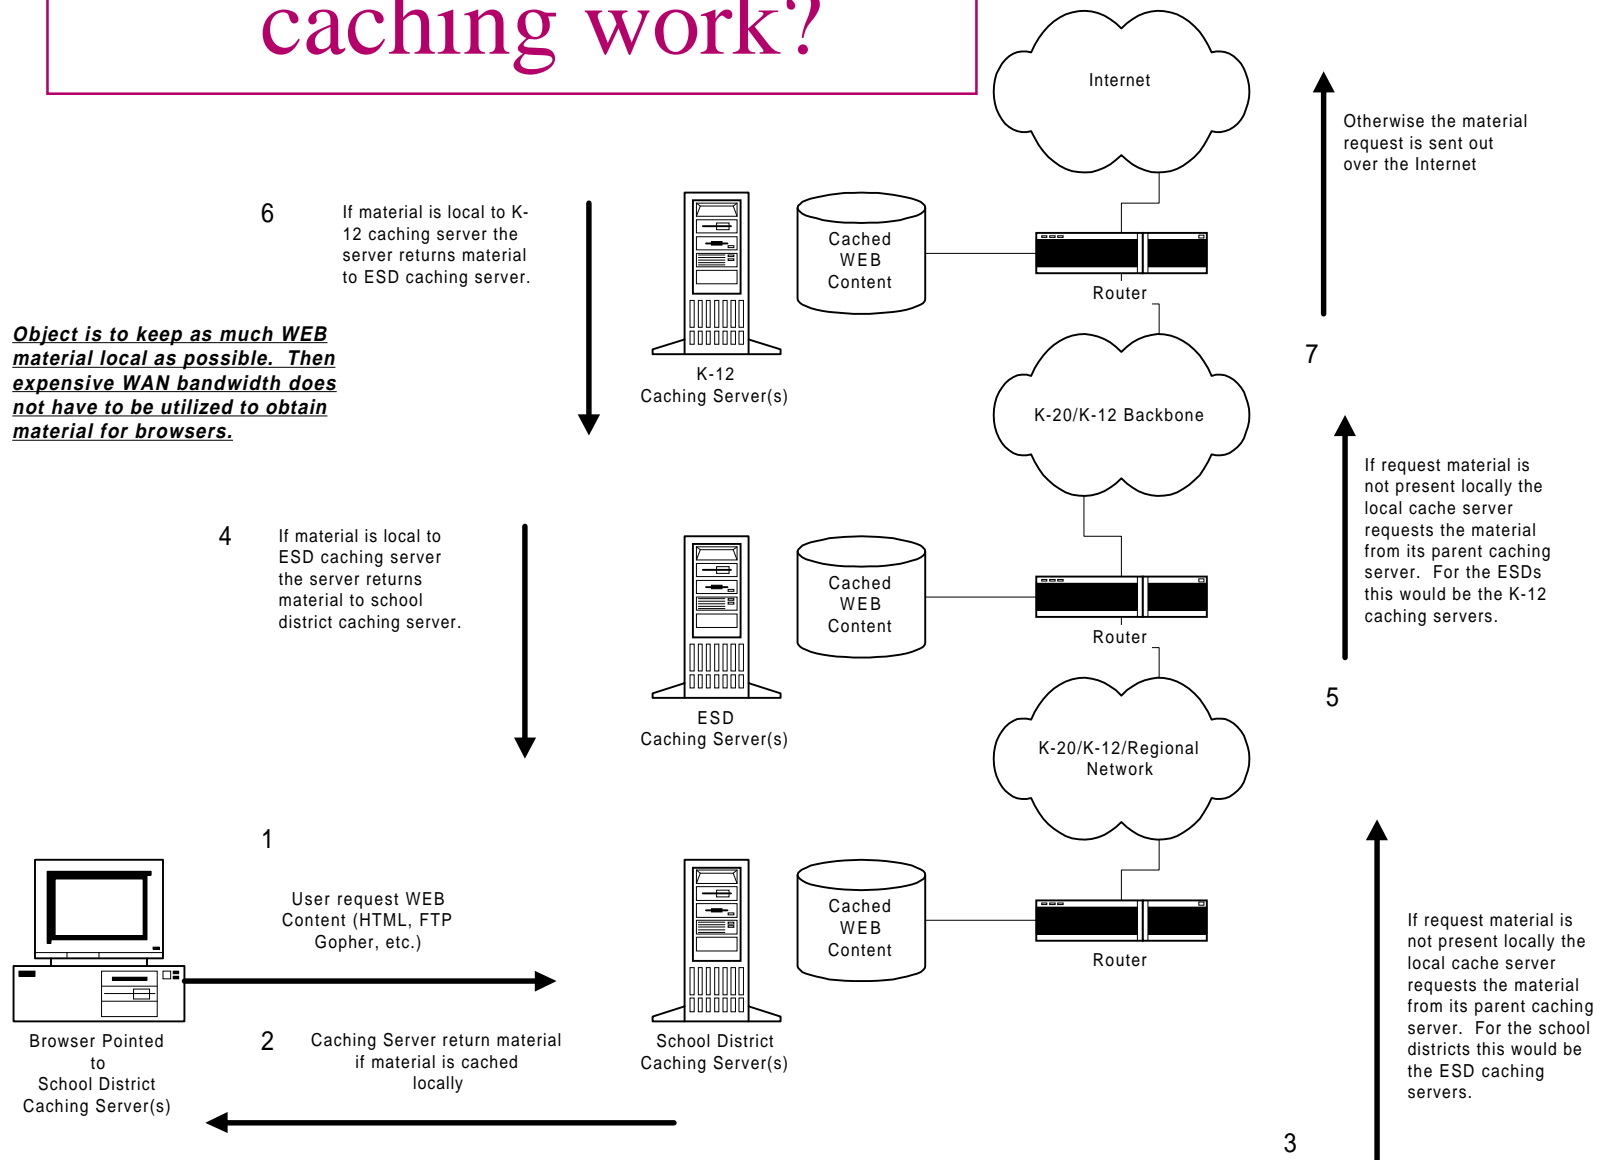 caching work?
Internet
Otherwise the material
request is sent out
over the Internet
6
If material is local to K-
12 caching server the
server returns material
to ESD caching server.
Cached
WEB
Content
Router
K-12
Caching Server(s)
Object is to keep as much WEB
material local as possible. Then
expensive WAN bandwidth does
not have to be utilized to obtain
material for browsers.
7
K-20/K-12 Backbone
If request material is
not present locally the
local cache server
requests the material
from its parent caching
server. For the ESDs
this would be the K-12
caching servers.
4
If material is local to
ESD caching server
the server returns
material to school
district caching server.
Cached
WEB
Content
Router
ESD
Caching Server(s)
5
K-20/K-12/Regional
Network
1
User request WEB
Content (HTML, FTP
Gopher, etc.)
Cached
WEB
Content
Router
If request material is
not present locally the
local cache server
requests the material
from its parent caching
server. For the school
districts this would be
the ESD caching
servers.
Browser Pointed
to
School District
Caching Server(s)
2
Caching Server return material
if material is cached
locally
School District
Caching Server(s)
3